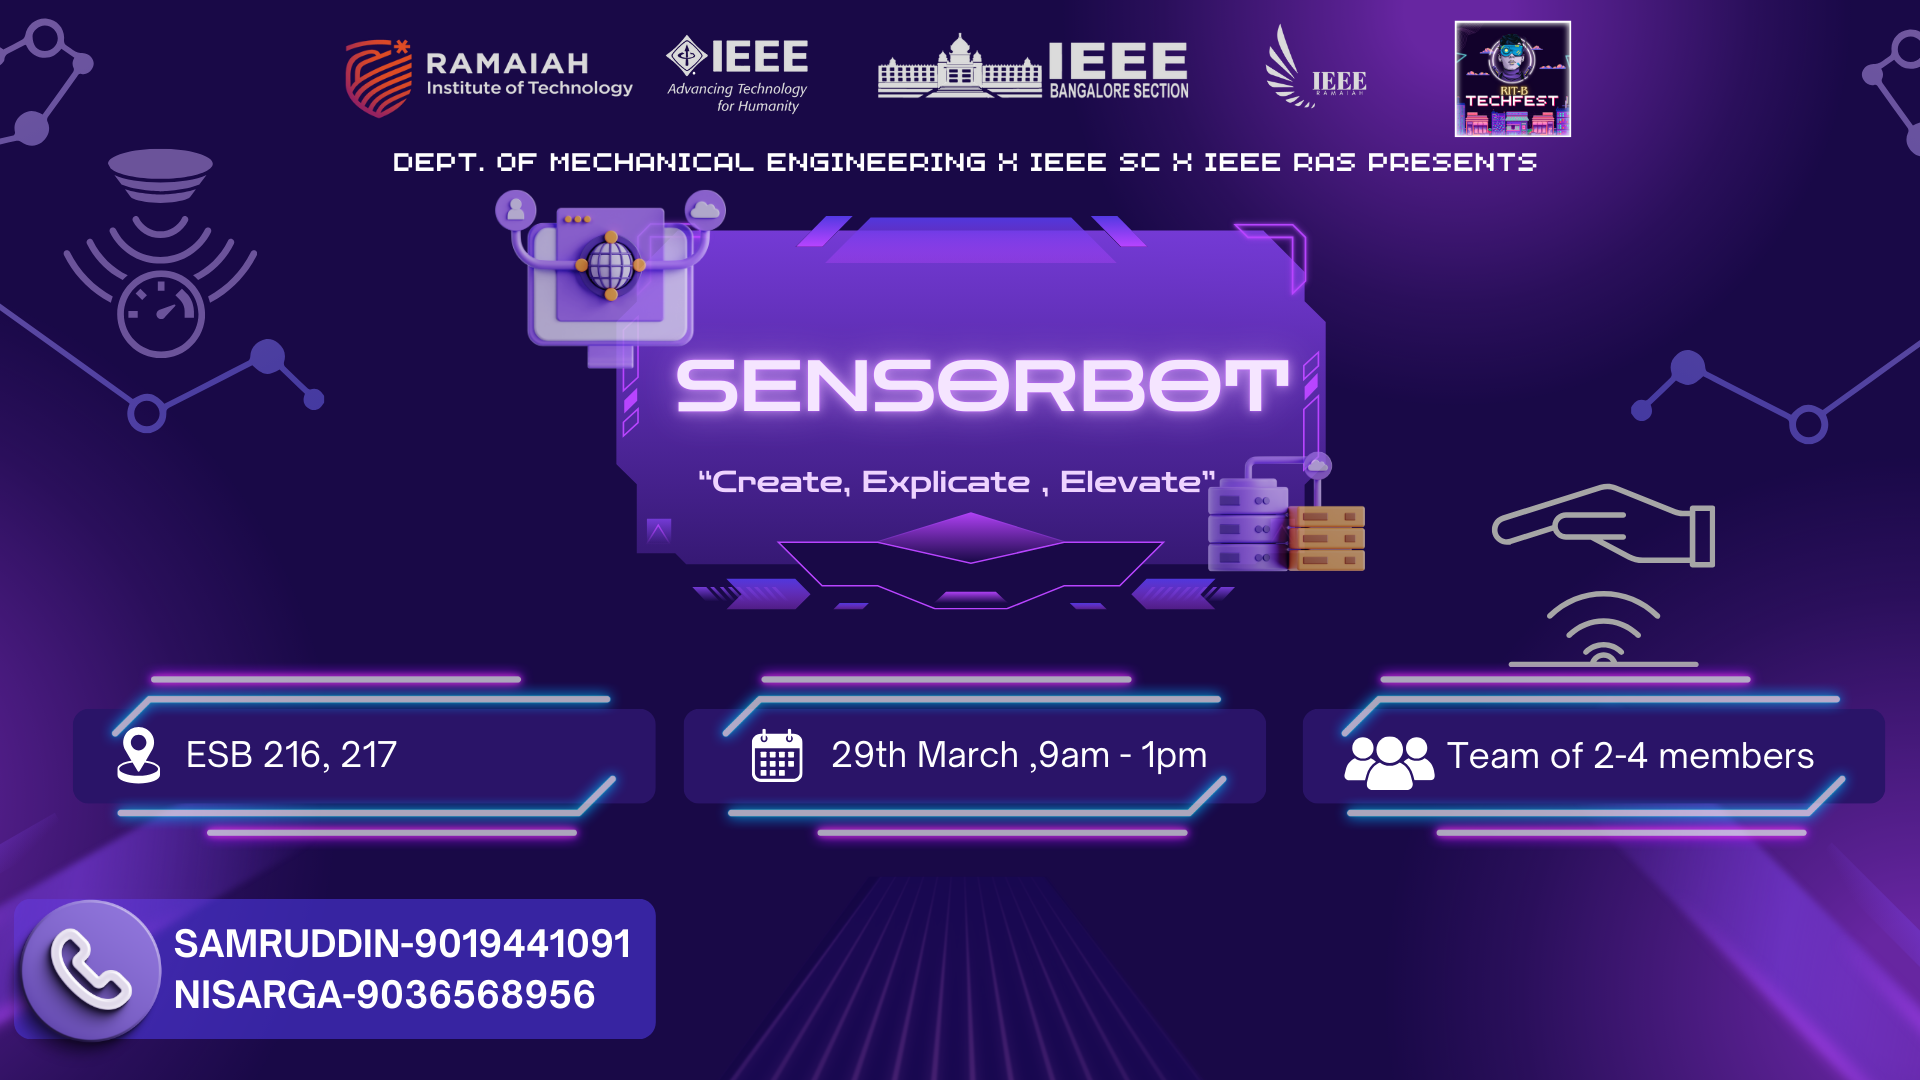 RAMAIAH
Institute of Technology
IEEE
Advancing Technology
for Humanity
IEEE
BANGALORE SECTION
IEEE
RAMAIAH
RIT-B
TECHFEST
DEPT. OF MECHANICAL ENGINEERING X IEEE SC X IEEE RAS PRESENTS
SENSORBOT
“Create, Explicate , Elevate”
ESB 216, 217
29th March ,9am - 1pm
Team of 2-4 members
SAMRUDDIN-9019441091
NISARGA-9036568956